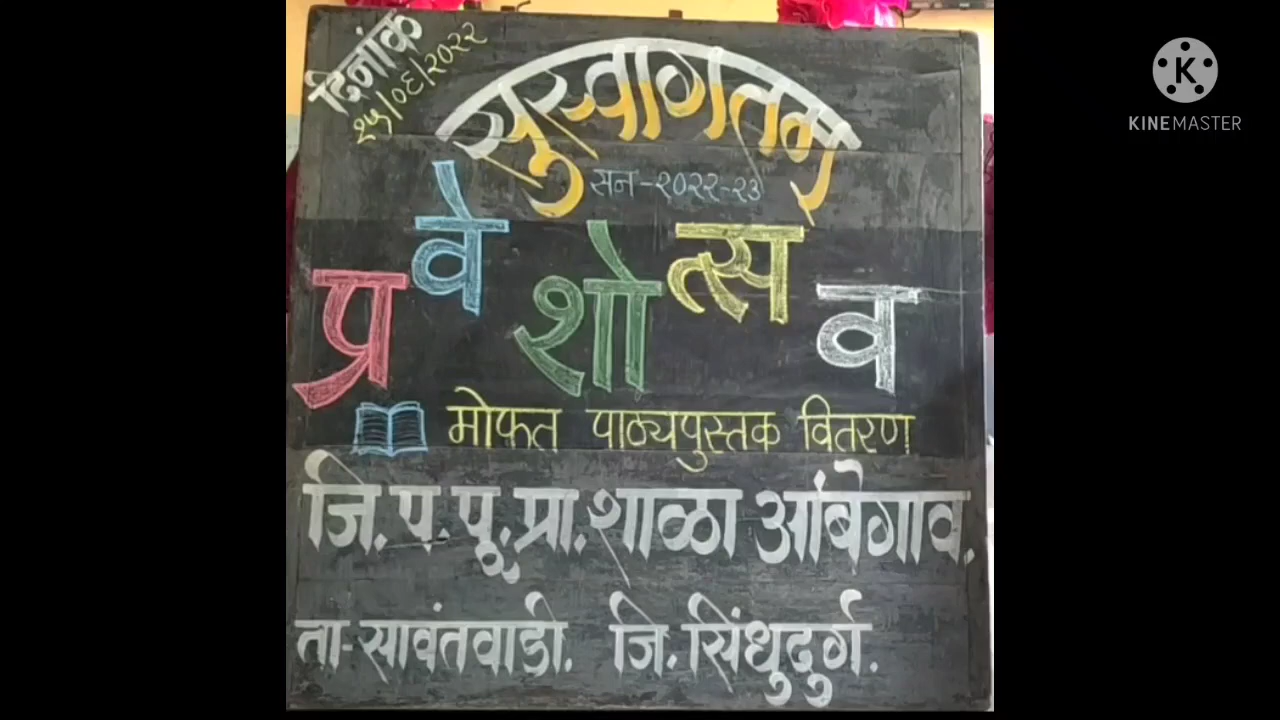 दिनांक
१५/०६/२०२२
सुस्वागतम्
सन-२०२२-२३
प्रवेशोत्सव
मोफत पाठ्यपुस्तक वितरण
जि.प.पू.प्रा.शाळा आंबेगाव.
ता-सावंतवाडी. जि.सिंधुदुर्ग.
K
KINEMASTER